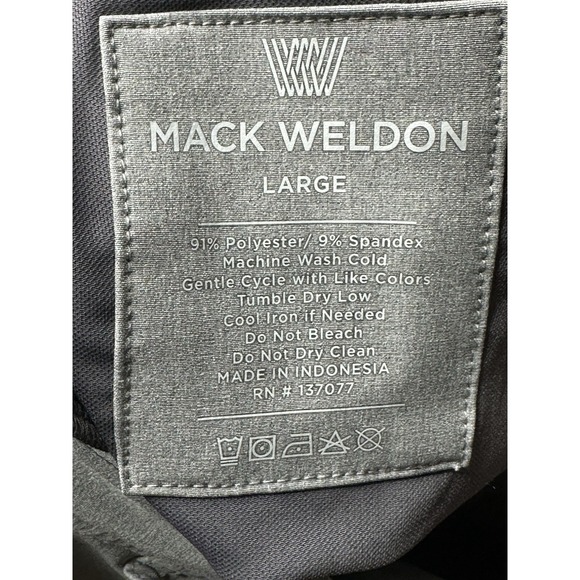 MACK WELDON
LARGE
91% Polyester/ 9% Spandex
Machine Wash Cold
Gentle Cycle with Like Colors
Tumble Dry Low
Cool Iron if Needed
Do Not Bleach
Do Not Dry Clean
MADE IN INDONESIA
RN # 137077